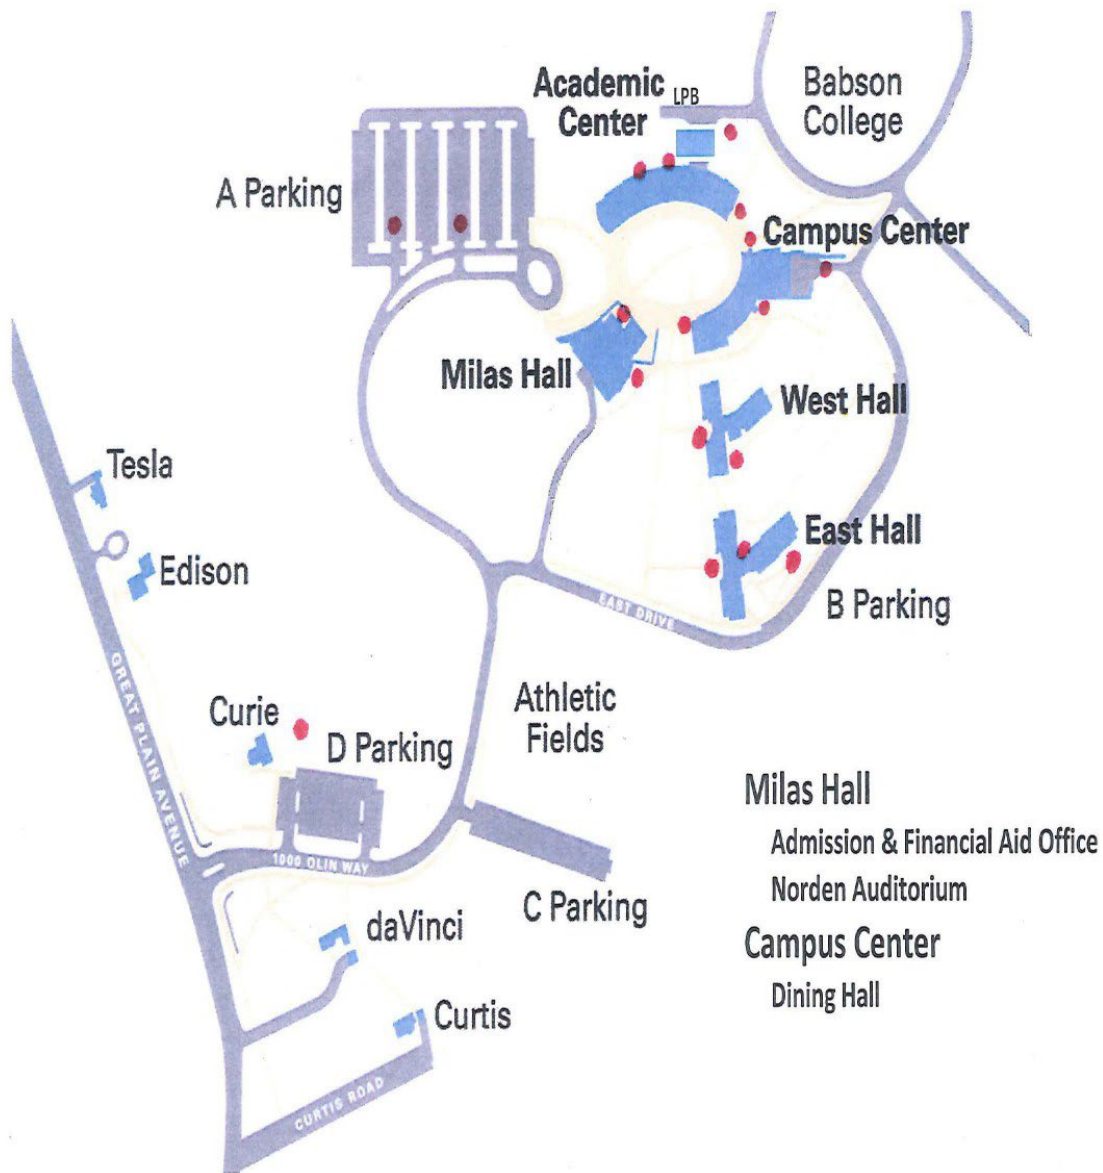 Academic
Center
LPB
Babson
College
A Parking
Campus Center
Milas Hall
West Hall
Tesla
East Hall
Edison
EAST DRIVE
B Parking
GREAT PLAIN AVENUE
Curie
D Parking
Athletic
Fields
1000 OLIN WAY
C Parking
daVinci
Curtis
CURTIS ROAD
Milas Hall
Admission & Financial Aid Office
Norden Auditorium
Campus Center
Dining Hall